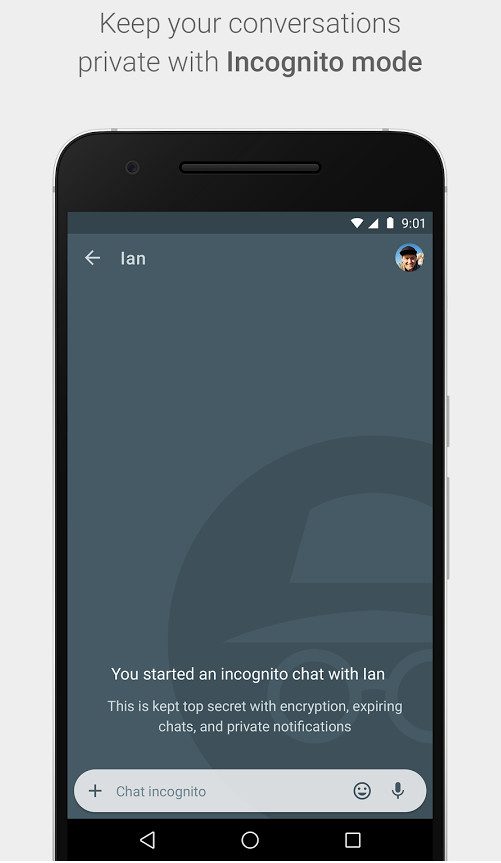 Keep your conversations
private with Incognito mode
9:01
Ian
You started an incognito chat with Ian
This is kept top secret with encryption, expiring
chats, and private notifications
Chat incognito